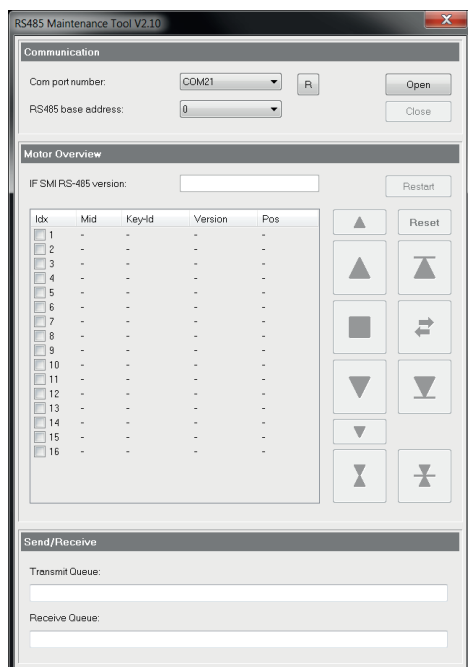 RS485 Maintenance Tool V2.10
Communication
Com port number: COM21 R Open
RS485 base address: 0 Close
Motor Overview
IF SMI RS-485 version: Restart
Idx Mid Key-Id Version Pos Reset
1 - - - -
2 - - - -
3 - - - -
4 - - - -
5 - - - -
6 - - - -
7 - - - -
8 - - - -
9 - - - -
10 - - - -
11 - - - -
12 - - - -
13 - - - -
14 - - - -
15 - - - -
16 - - - -
Send/Receive
Transmit Queue:
Receive Queue: